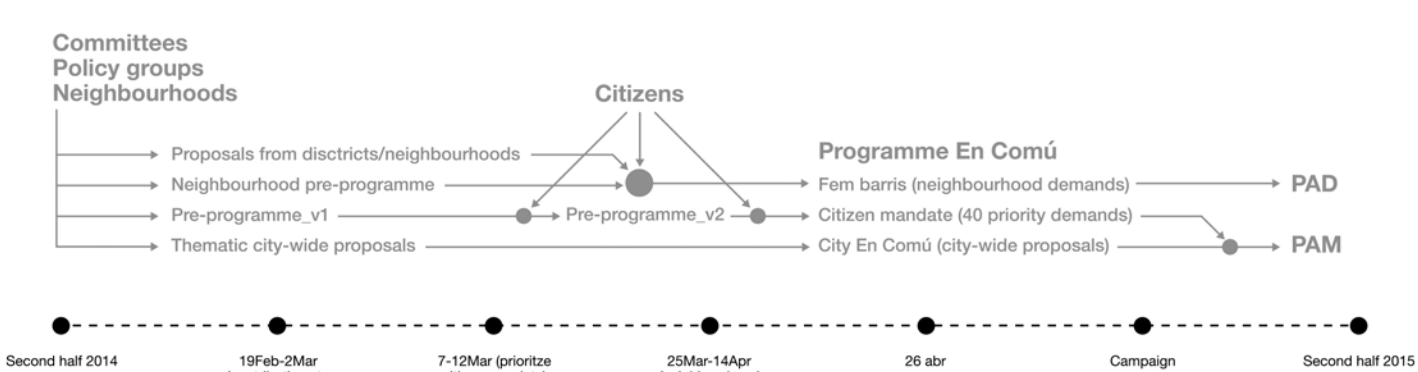 Committees
Policy groups
Neighbourhoods
Citizens
Proposals from disctricts/neighbourhoods
Programme En Comú
Neighbourhood pre-programme
Fem barris (neighbourhood demands)
PAD
Pre-programme_v1
Pre-programme_v2
Citizen mandate (40 priority demands)
Thematic city-wide proposals
City En Comú (city-wide proposals)
PAM
Second half 2014
19Feb-2Mar
7-12Mar (prioritze
25Mar-14Apr
26 abr
Campaign
Second half 2015